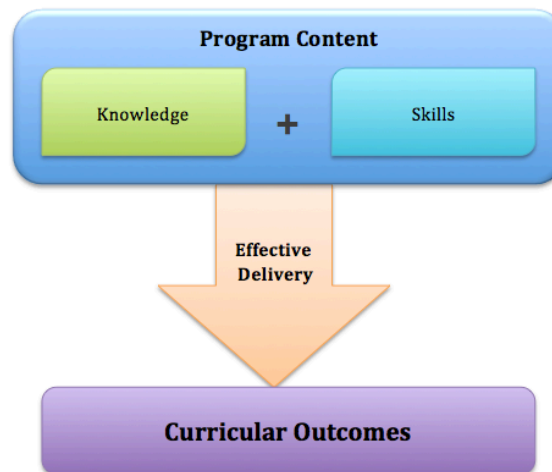 Program Content
Knowledge
+
Skills
Effective
Delivery
Curricular Outcomes